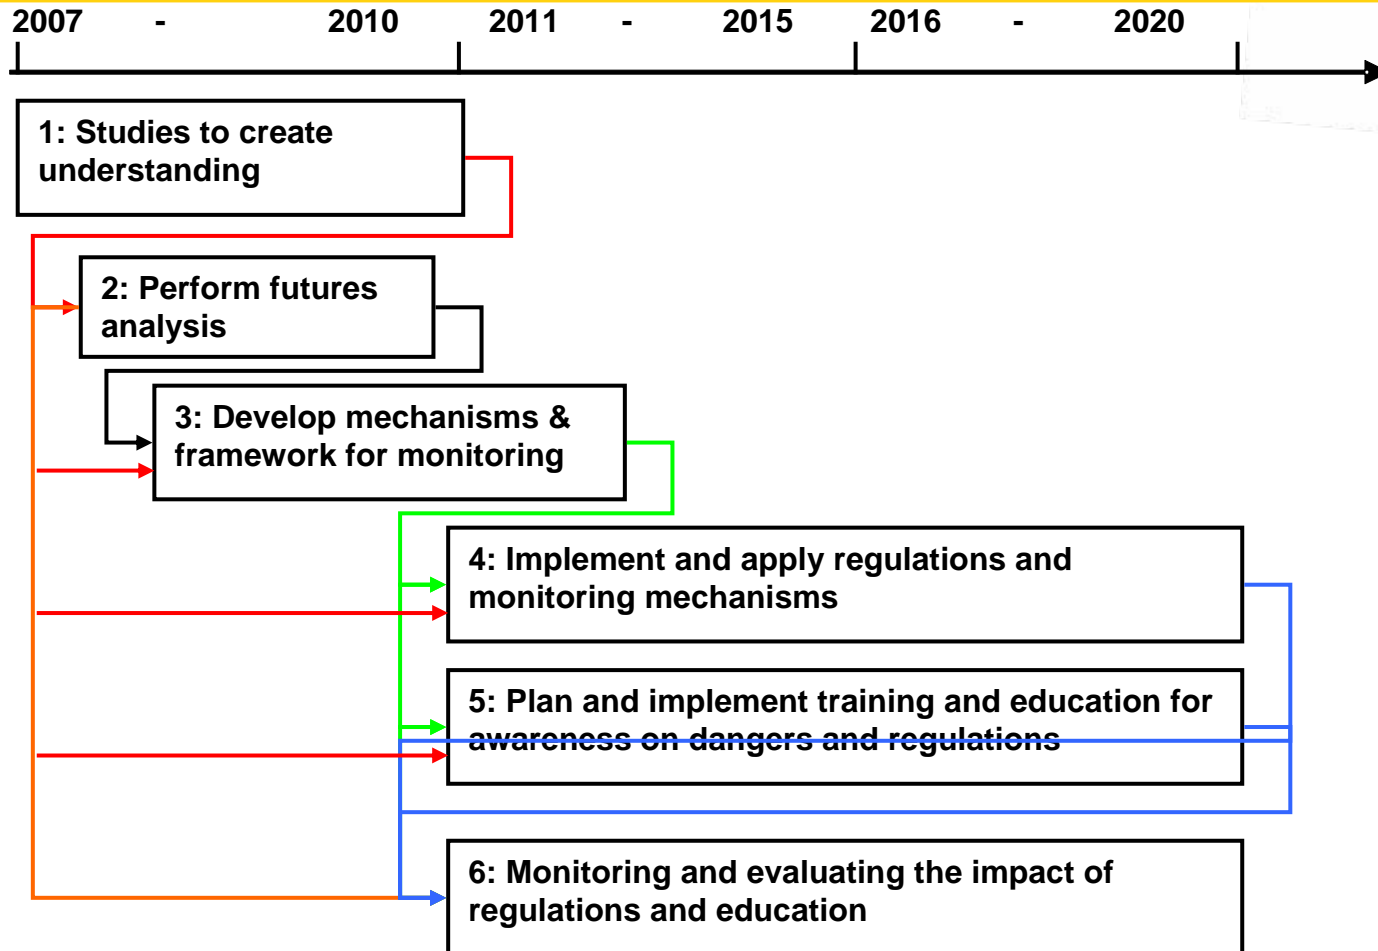 2007 - 2010 2011 - 2015 2016 - 2020
1: Studies to create
understanding
2: Perform futures
analysis
3: Develop mechanisms &
framework for monitoring
4: Implement and apply regulations and
monitoring mechanisms
5: Plan and implement training and education for
awareness on dangers and regulations
6: Monitoring and evaluating the impact of
regulations and education